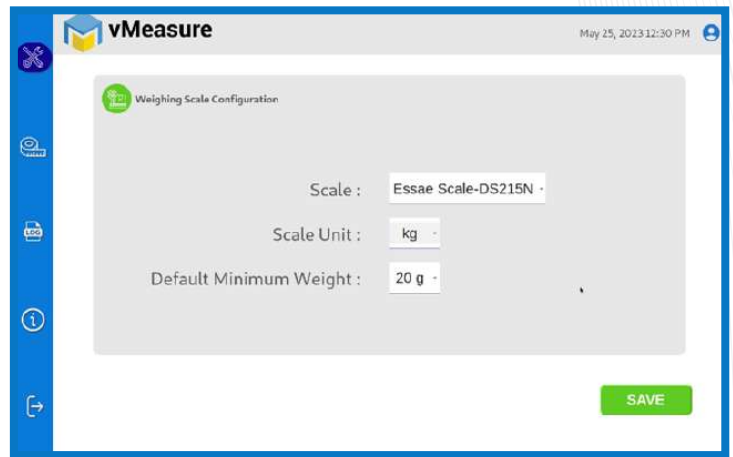 vMeasure
May 25, 2023 12:30 PM
Weighing Scale Configuration
Scale :
Essae Scale-DS215N
Scale Unit :
kg
Default Minimum Weight :
20 g
LOG
SAVE